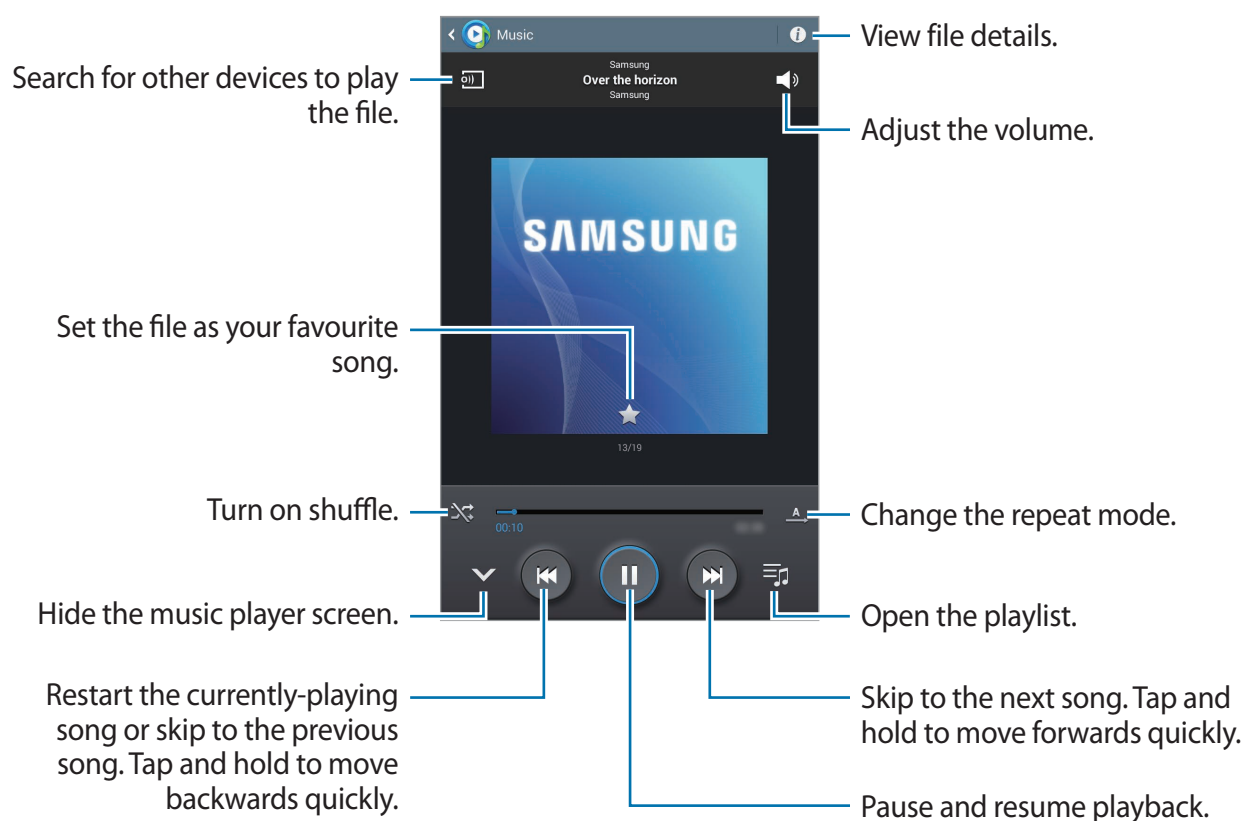 Music
View file details.
Search for other devices to play
the file.
Samsung
Over the horizon
Samsung
Adjust the volume.
SAMSUNG
Set the file as your favourite
song.
13/19
Turn on shuffle.
A
Change the repeat mode.
00:10
Hide the music player screen.
Open the playlist.
Restart the currently-playing
song or skip to the previous
song. Tap and hold to move
backwards quickly.
Skip to the next song. Tap and
hold to move forwards quickly.
Pause and resume playback.